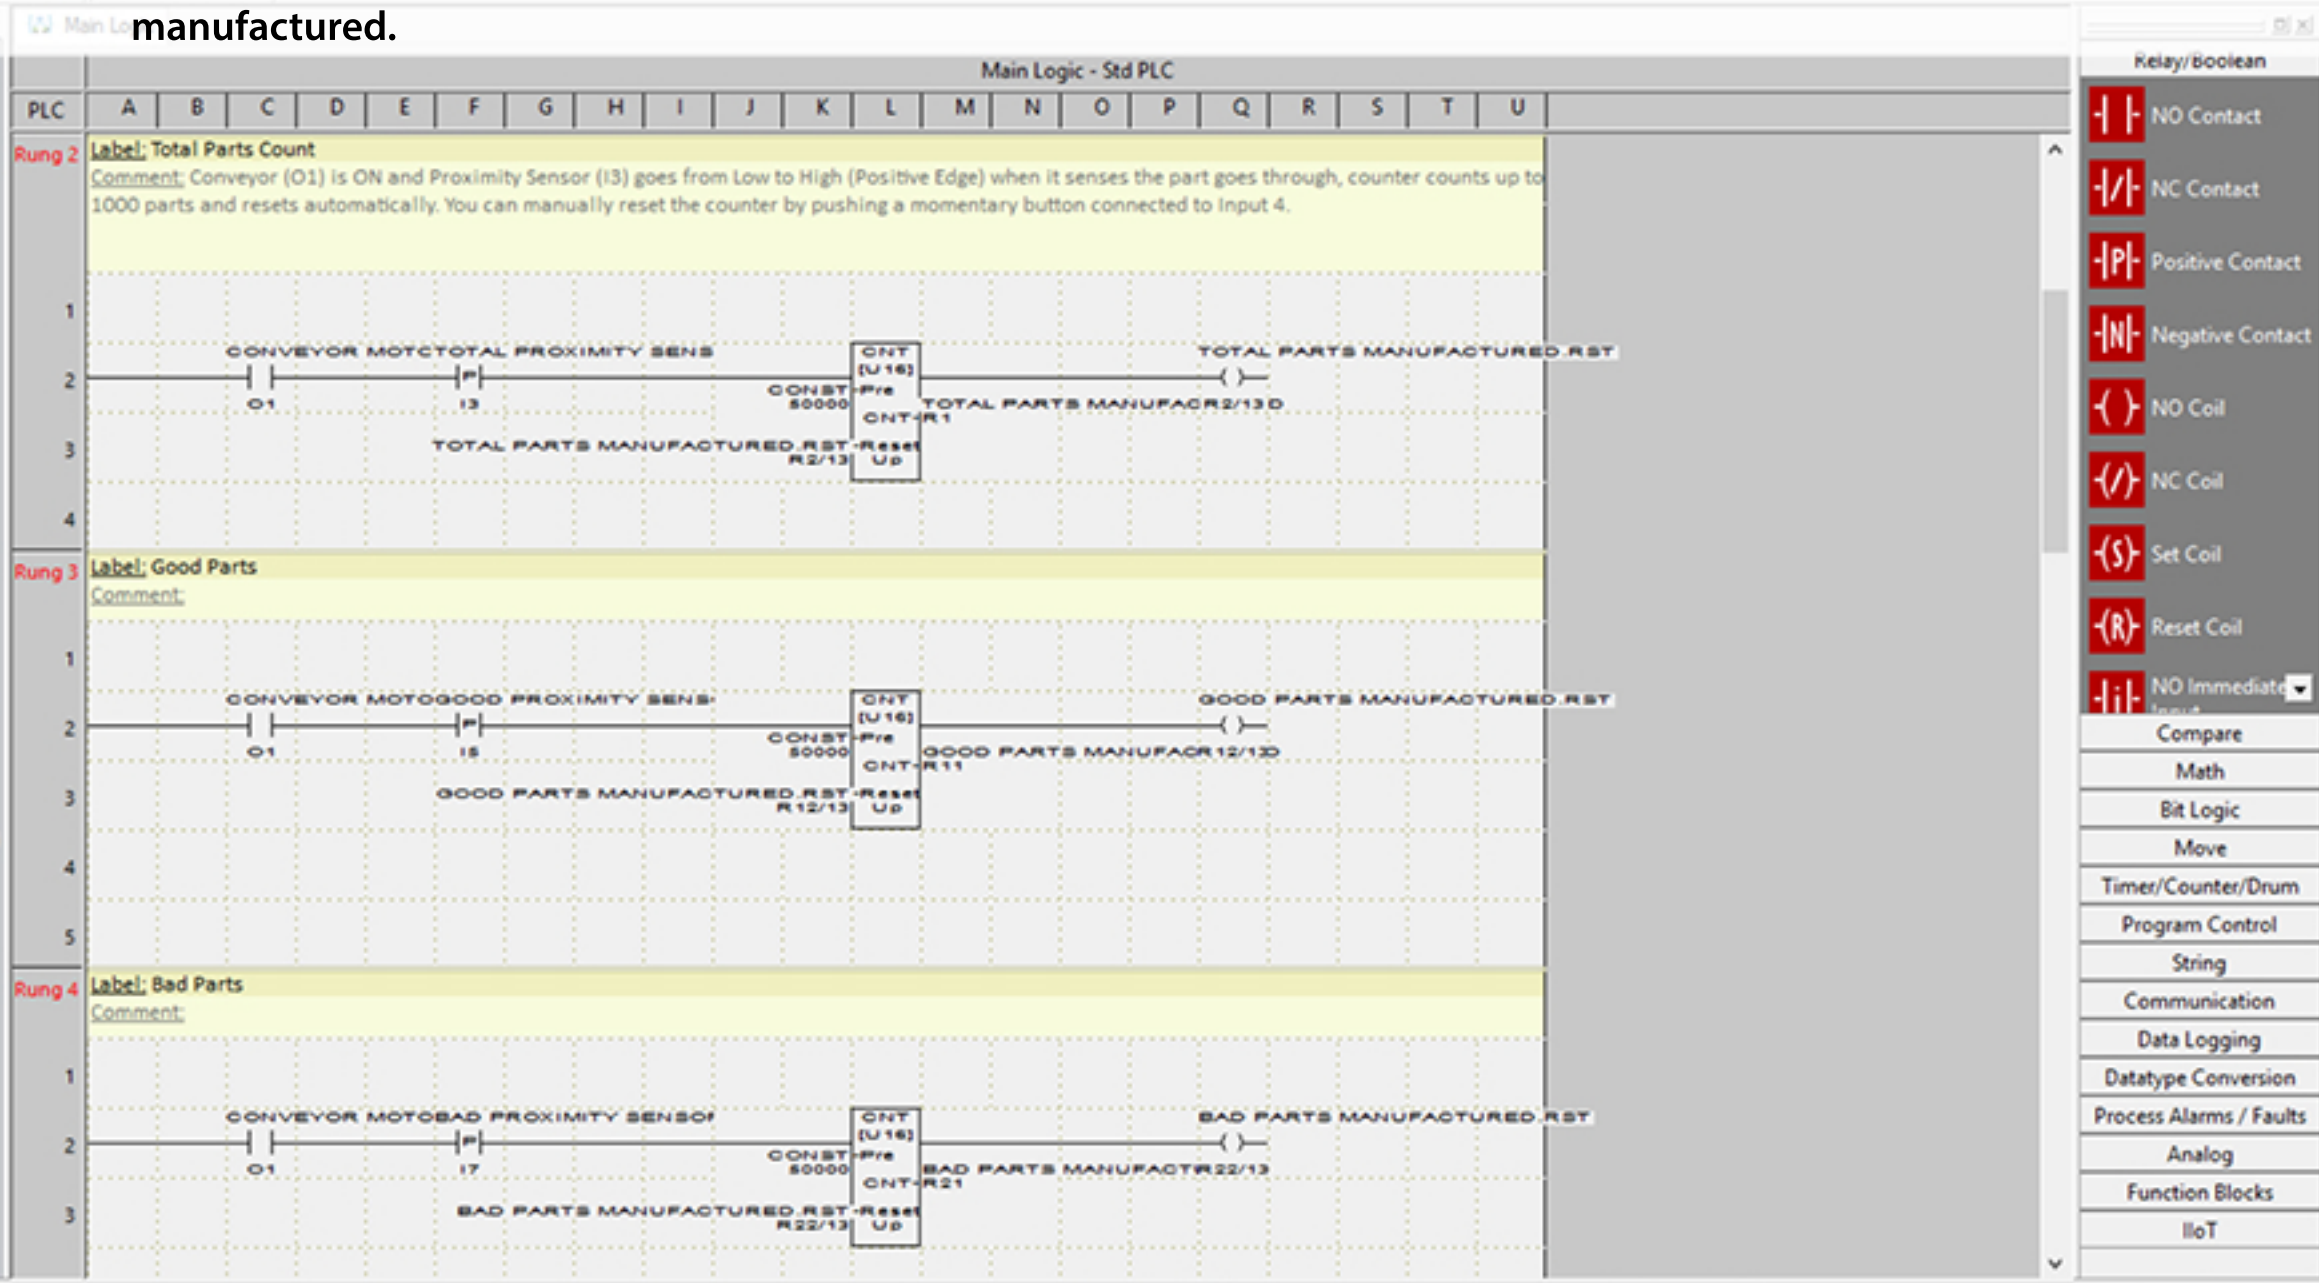 manufactured.
Main Lo
Main Logic - Std PLC
PLC A B C D E F G H I J K L M N O P Q R S T U
Rung 2
Label: Total Parts Count
Comment: Conveyor (O1) is ON and Proximity Sensor (I3) goes from Low to High (Positive Edge) when it senses the part goes through, counter counts up to
1000 parts and resets automatically. You can manually reset the counter by pushing a momentary button connected to Input 4.
1
CONVEYOR MOTCTOTAL PROXIMITY SENS CNT TOTAL PARTS MANUFACTURED.RST
[U16]
2
CONST Pre
O1 I3 50000 TOTAL PARTS MANUFACR2/13D
CNT R1
3 TOTAL PARTS MANUFACTURED.RST Reset
R2/13 Up
4
Rung 3
Label: Good Parts
Comment:
1
CONVEYOR MOTOGOOD PROXIMITY SENS CNT GOOD PARTS MANUFACTURED.RST
[U16]
2
CONST Pre
O1 I5 50000 GOOD PARTS MANUFACR12/13D
CNT R11
3 GOOD PARTS MANUFACTURED.RST Reset
R12/13 Up
4
5
Rung 4
Label: Bad Parts
Comment:
1
CONVEYOR MOTOBAD PROXIMITY SENSOR CNT BAD PARTS MANUFACTURED.RST
[U16]
2
CONST Pre
O1 I7 50000 BAD PARTS MANUFACTR22/13
CNT R21
3 BAD PARTS MANUFACTURED.RST Reset
R22/13 Up
Relay/Boolean
NO Contact
NC Contact
P Positive Contact
N Negative Contact
NO Coil
NC Coil
S Set Coil
R Reset Coil
NO Immediate
Compare
Math
Bit Logic
Move
Timer/Counter/Drum
Program Control
String
Communication
Data Logging
Datatype Conversion
Process Alarms / Faults
Analog
Function Blocks
IIoT